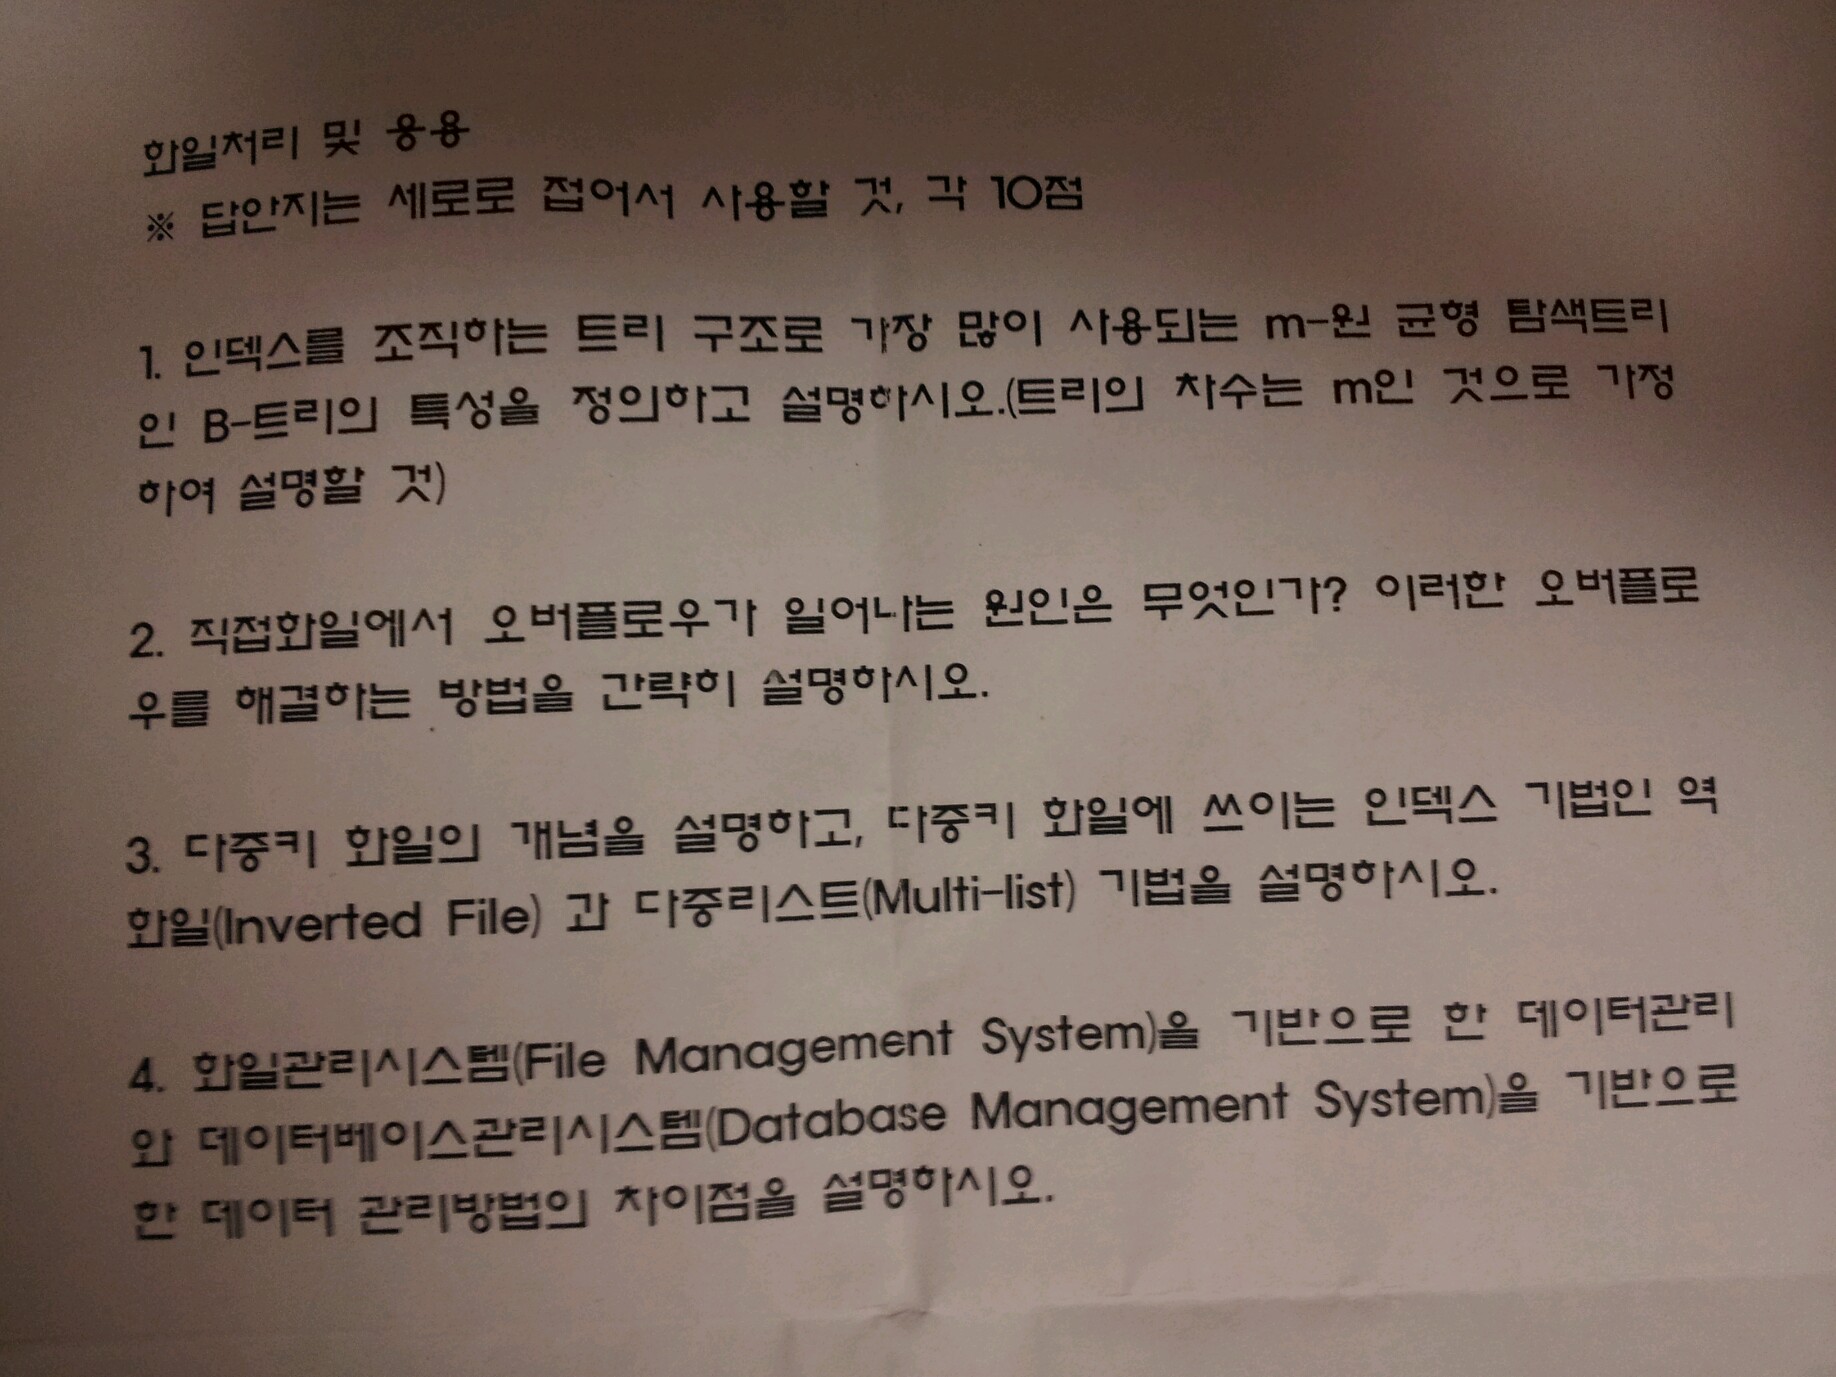 화일처리 및 응용
※ 답안지는 세로로 접어서 사용할 것, 각 10점
1. 인덱스를 조직하는 트리 구조로 가장 많이 사용되는 m-원 균형 탐색트리
인 B-트리의 특성을 정의하고 설명하시오.(트리의 차수는 m인 것으로 가정
하여 설명할 것)
2. 직접화일에서 오버플로우가 일어나는 원인은 무엇인가? 이러한 오버플로
우를 해결하는 방법을 간략히 설명하시오.
3. 다중키 화일의 개념을 설명하고, 다중키 화일에 쓰이는 인덱스 기법인 역
화일(Inverted File) 과 다중리스트(Multi-list) 기법을 설명하시오.
4. 화일관리시스템(File Management System)을 기반으로 한 데이터관리
와 데이터베이스관리시스템(Database Management System)을 기반으로
한 데이터 관리방법의 차이점을 설명하시오.